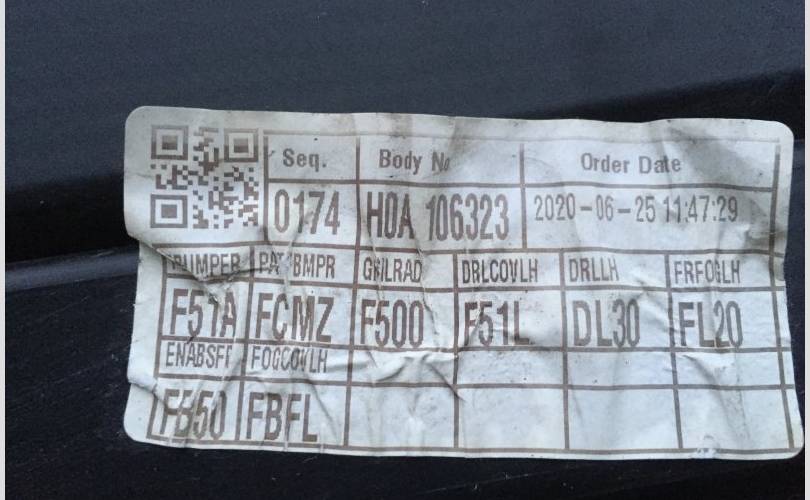 Seq. Body No Order Date
0174 H0A 106323 2020-06-25 11:47:29
BUMPER GRILRAD DRLCOVLH DRLLH FRFOGLH
F51A FCMZ F500 F51L DL30 FL20
ENABSFF FOGCOVLH
FB50 FBFL